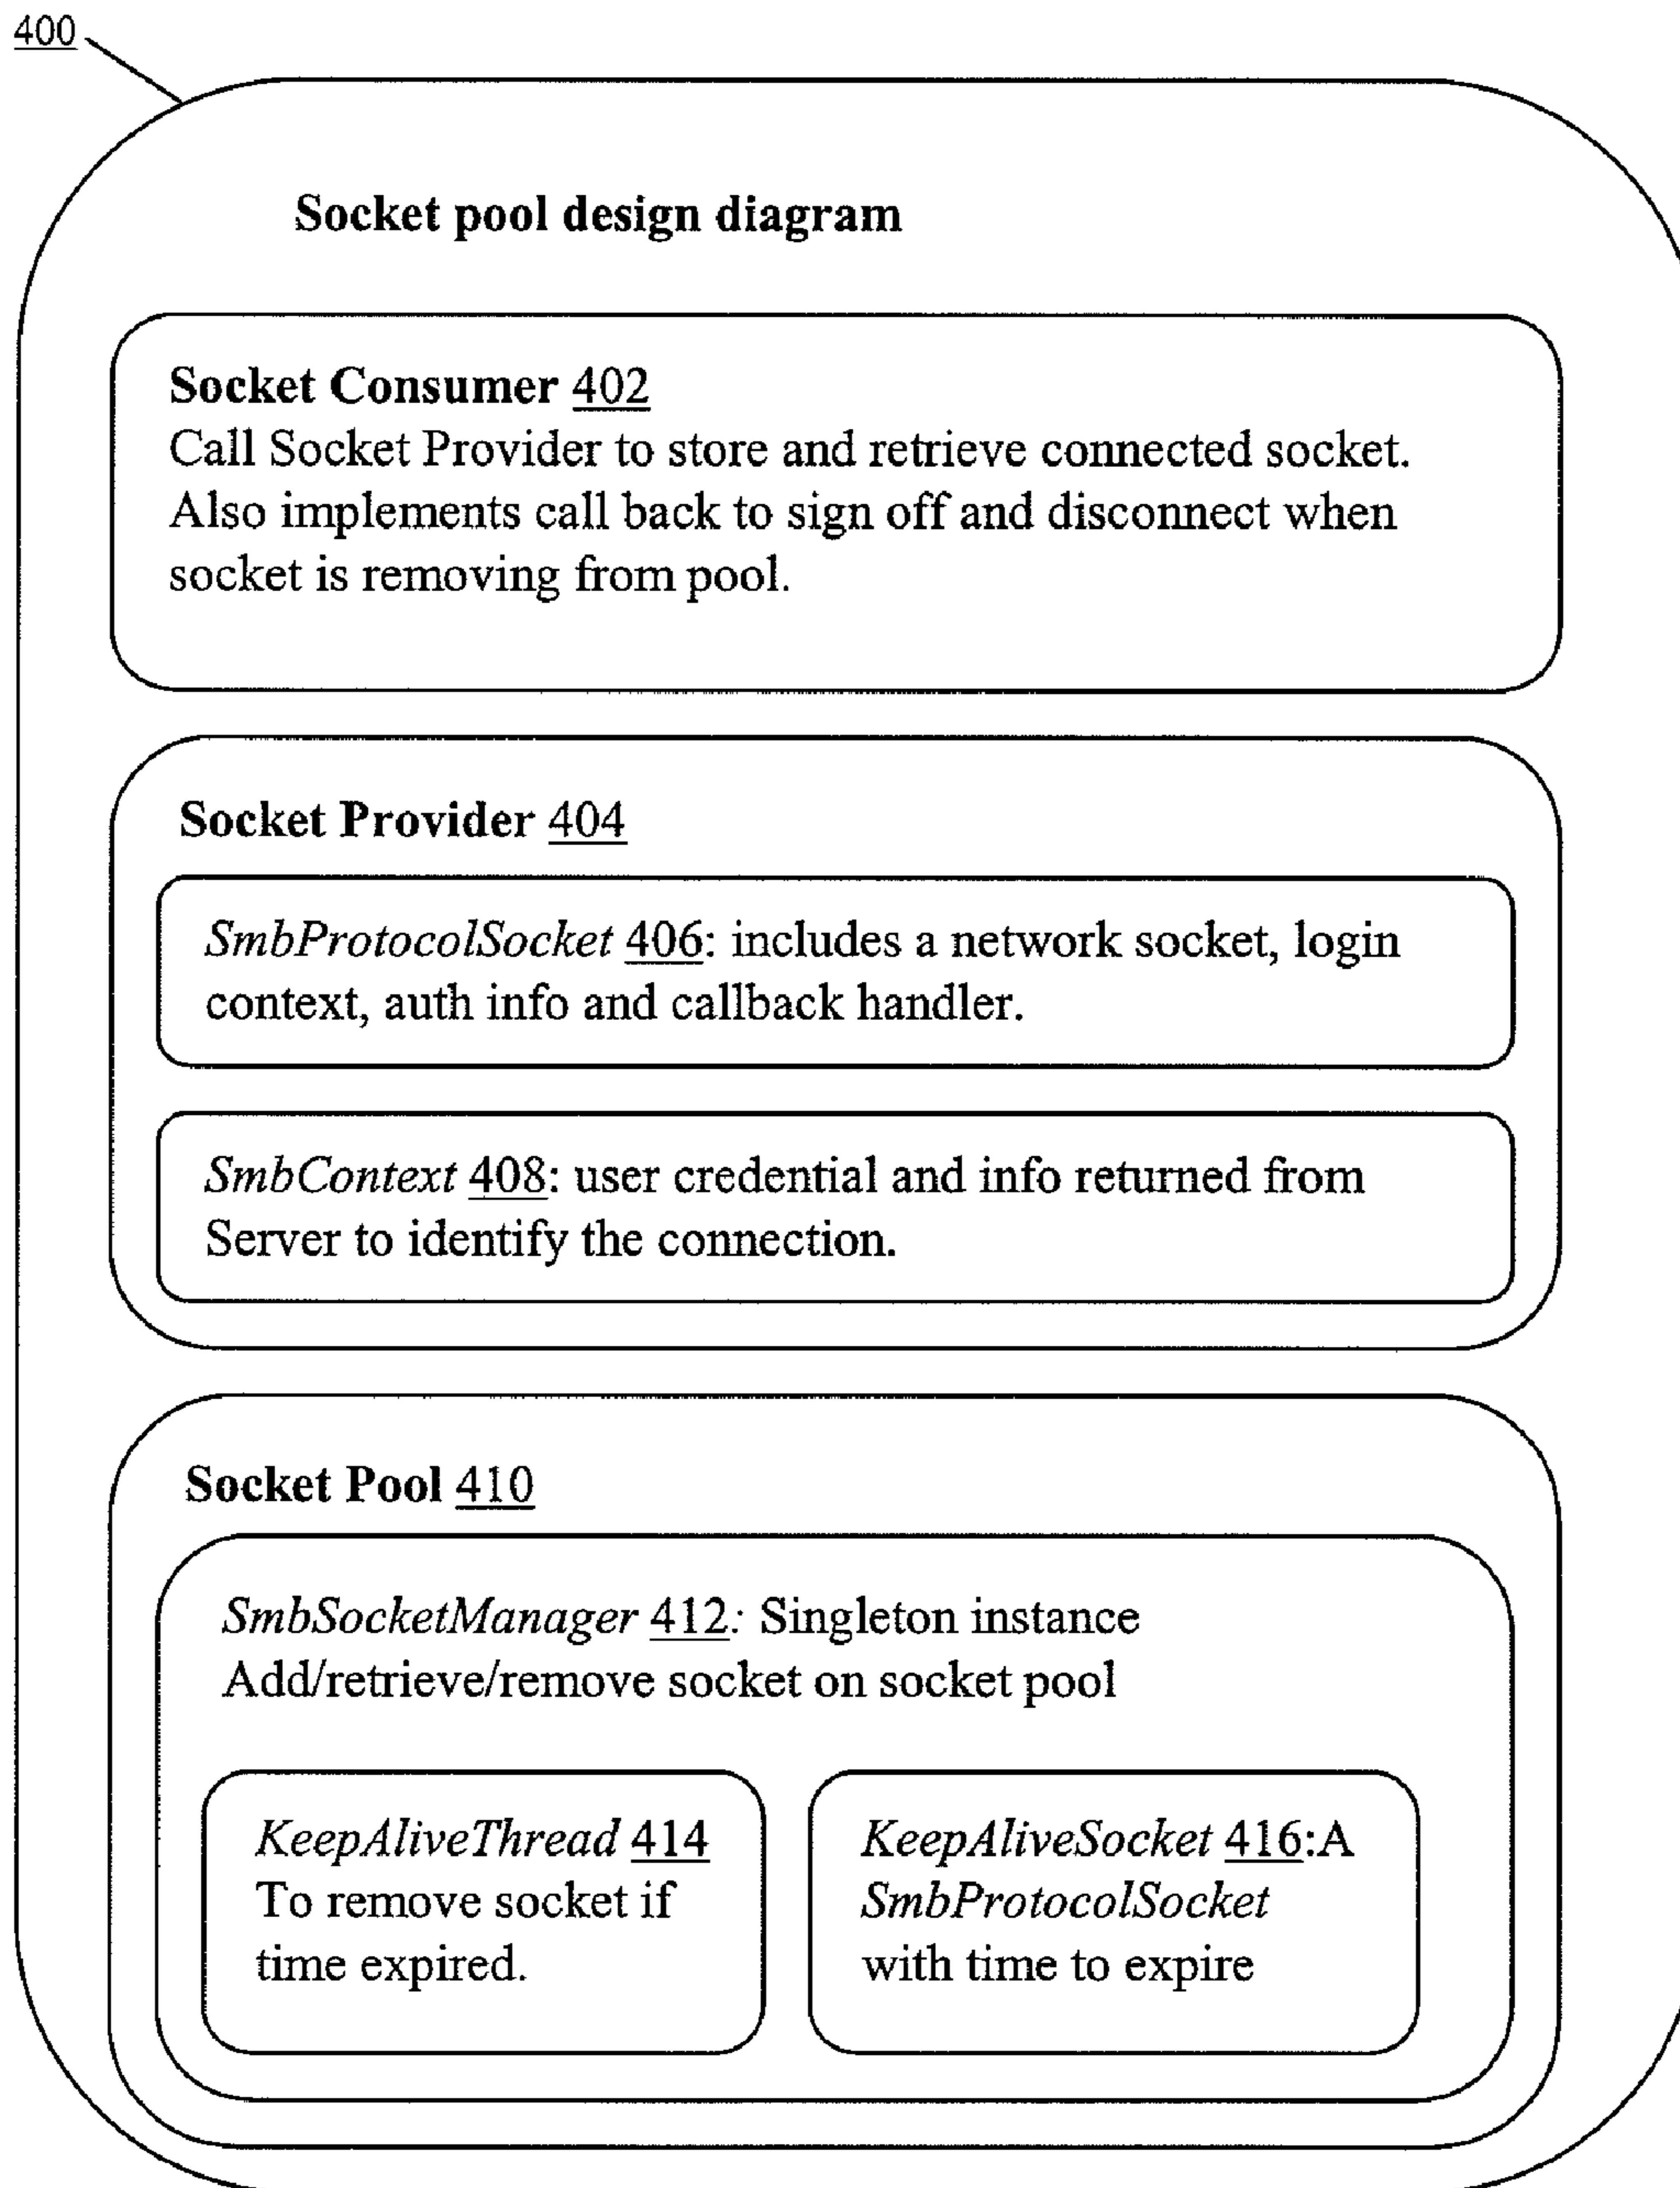 400
Socket pool design diagram
Socket Consumer 402
Call Socket Provider to store and retrieve connected socket.
Also implements call back to sign off and disconnect when
socket is removing from pool.
Socket Provider 404
SmbProtocolSocket 406: includes a network socket, login
context, auth info and callback handler.
SmbContext 408: user credential and info returned from
Server to identify the connection.
Socket Pool 410
SmbSocketManager 412: Singleton instance
Add/retrieve/remove socket on socket pool
KeepAliveThread 414
To remove socket if
time expired.
KeepAliveSocket 416:A
SmbProtocolSocket
with time to expire